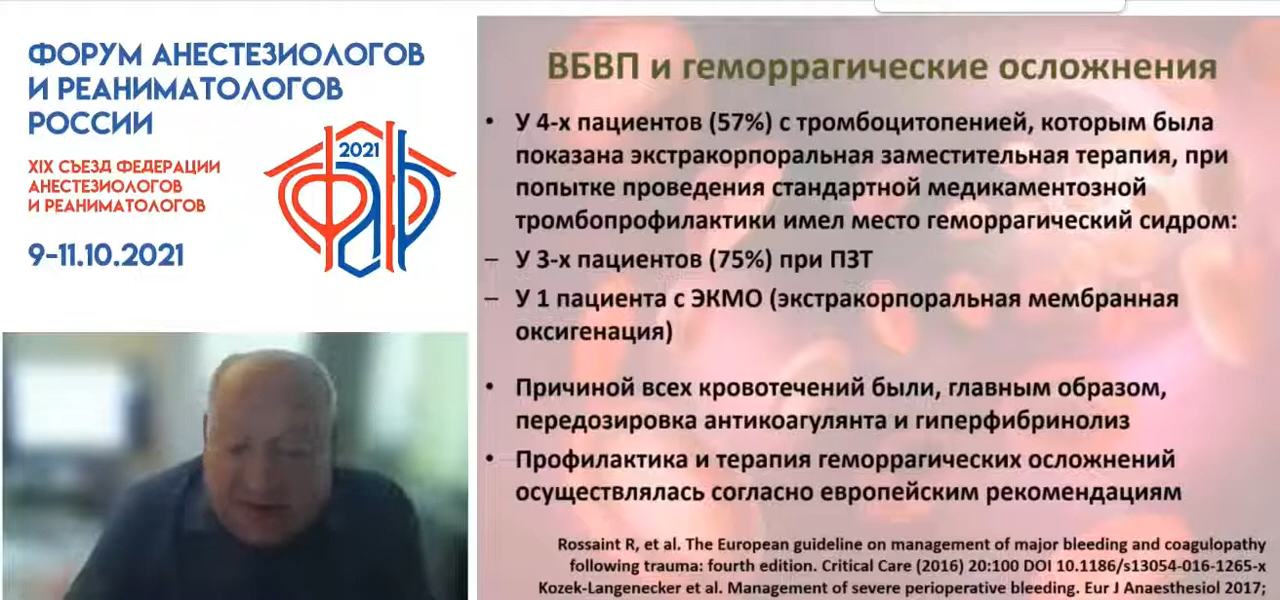 ФОРУМ АНЕСТЕЗИОЛОГОВ
И РЕАНИМАТОЛОГОВ
РОССИИ
XIX СЪЕЗД ФЕДЕРАЦИИ
АНЕСТЕЗИОЛОГОВ
И РЕАНИМАТОЛОГОВ
9-11.10.2021
2021
ФАР
ВБВП и геморрагические осложнения
• У 4-х пациентов (57%) с тромбоцитопенией, которым была
показана экстракорпоральная заместительная терапия, при
попытке проведения стандартной медикаментозной
тромбопрофилактики имел место геморрагический сидром:
– У 3-х пациентов (75%) при ПЗТ
– У 1 пациента с ЭКМО (экстракорпоральная мембранная
оксигенация)
• Причиной всех кровотечений были, главным образом,
передозировка антикоагулянта и гиперфибринолиз
• Профилактика и терапия геморрагических осложнений
осуществлялась согласно европейским рекомендациям
Rossaint R, et al. The European guideline on management of major bleeding and coagulopathy
following trauma: fourth edition. Critical Care (2016) 20:100 DOI 10.1186/s13054-016-1265-x
Kozek-Langenecker et al. Management of severe perioperative bleeding. Eur J Anaesthesiol 2017;